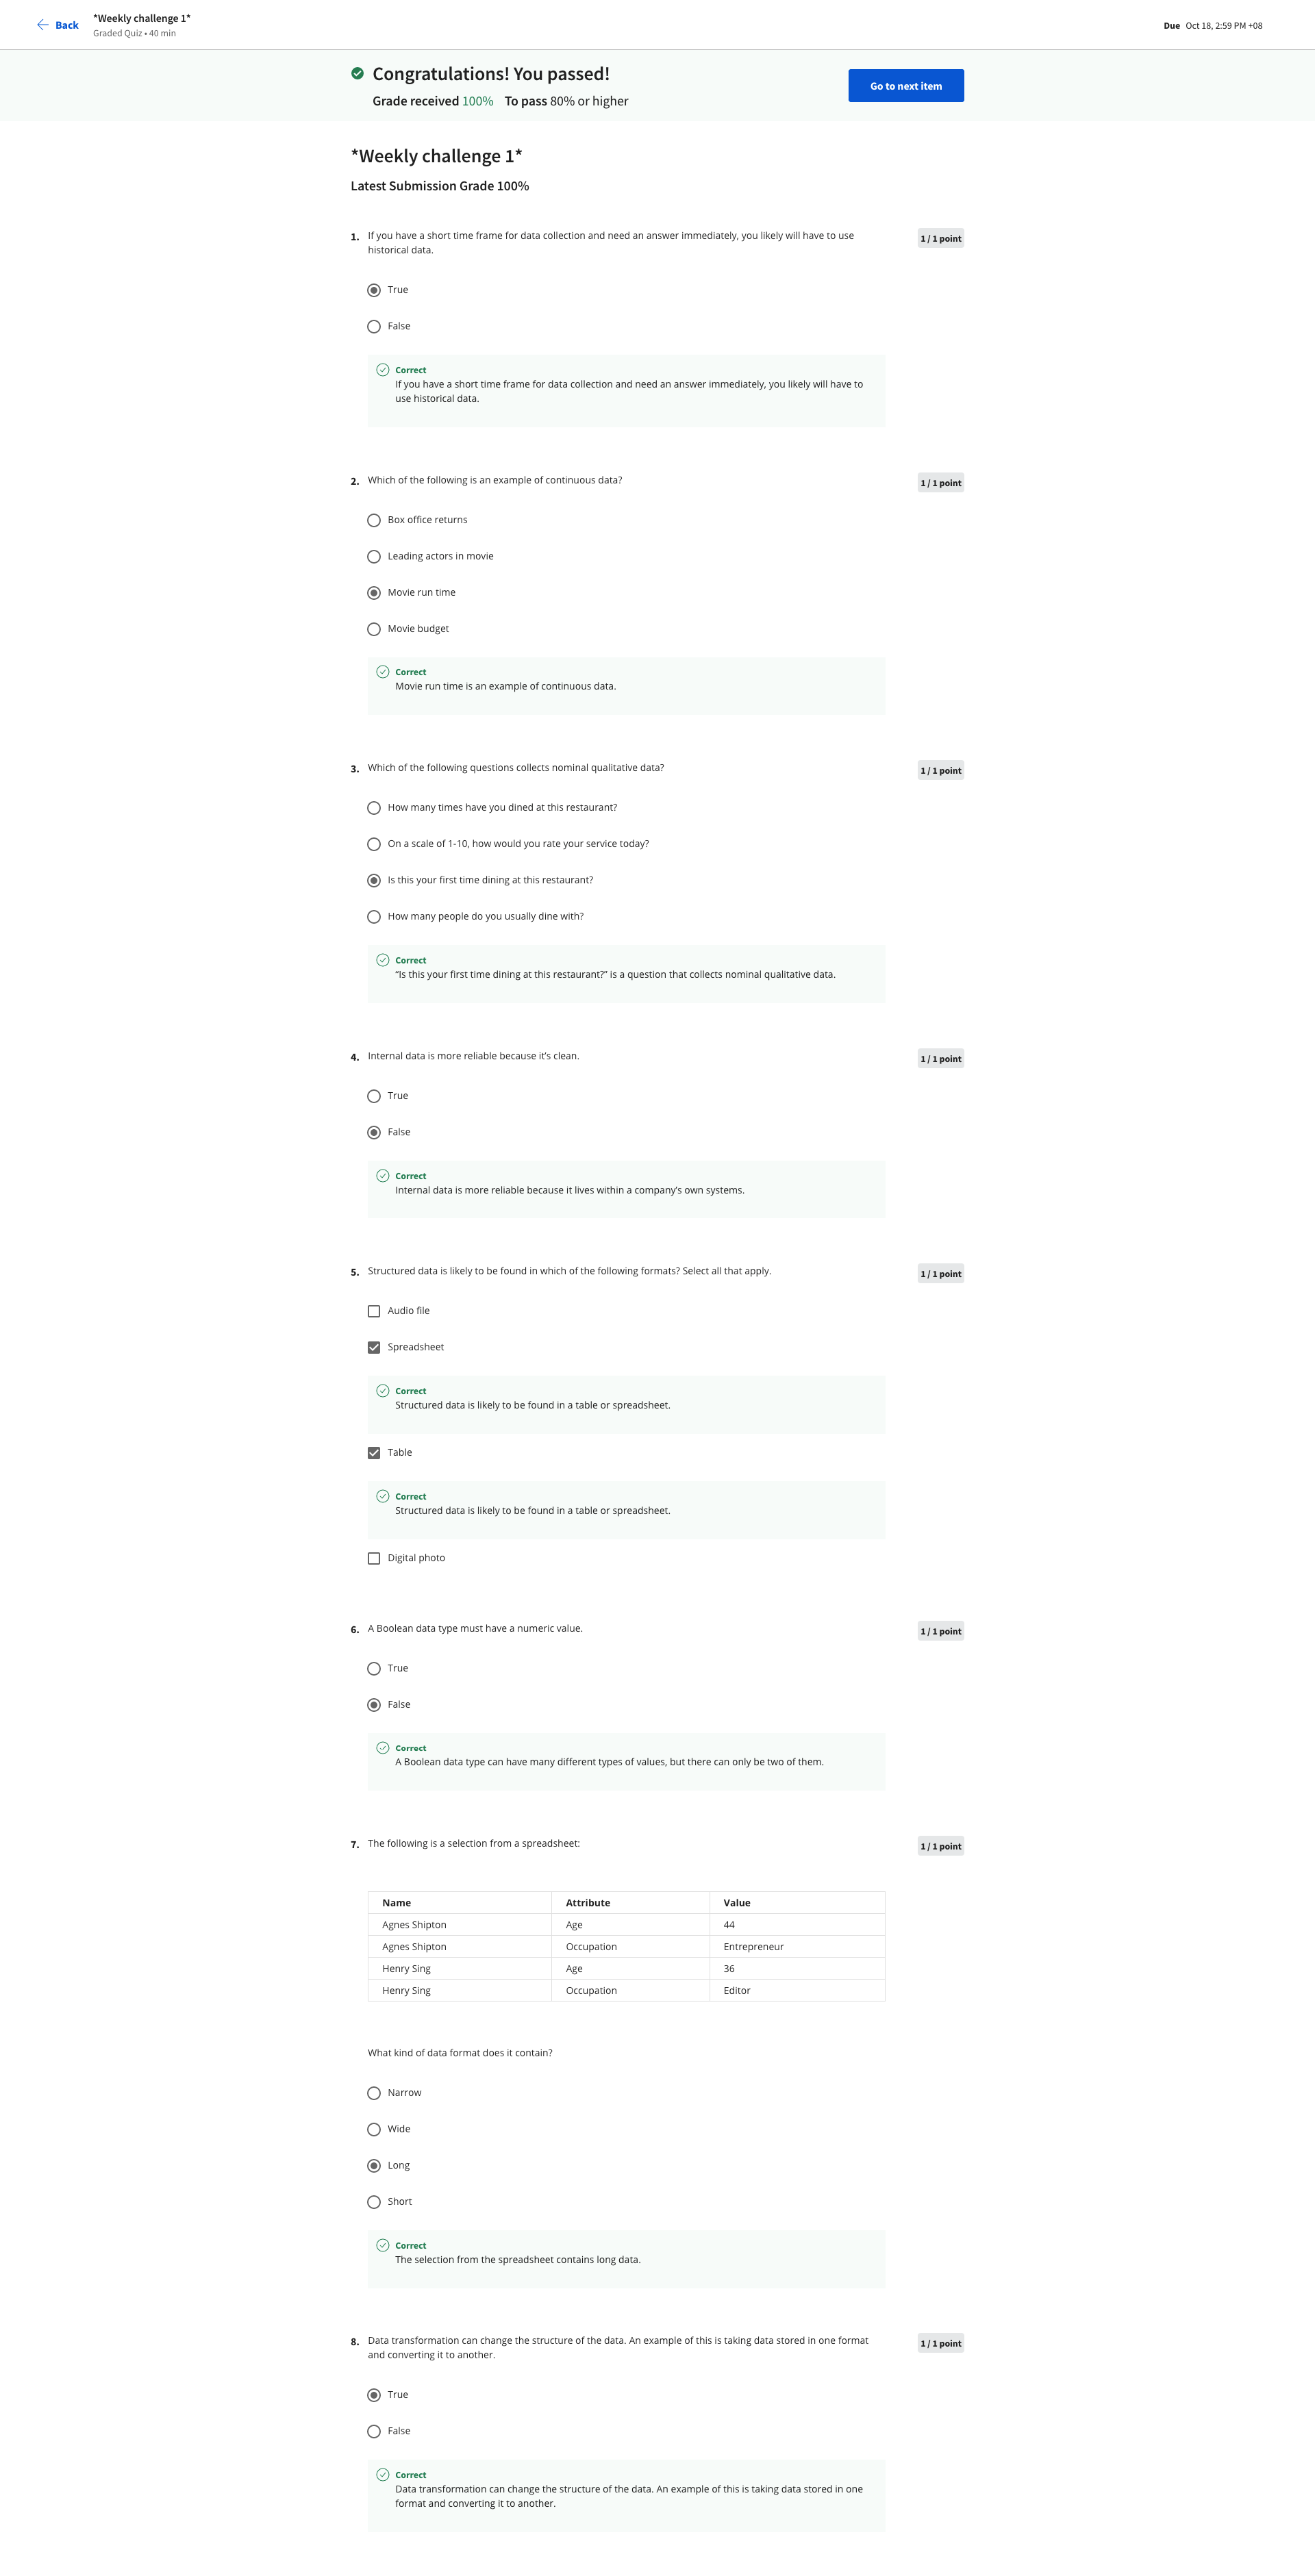 Back
*Weekly challenge 1*
Graded Quiz • 40 min
Due Oct 18, 2:59 PM +08
Congratulations! You passed!
Grade received 100% To pass 80% or higher
Go to next item
*Weekly challenge 1*
Latest Submission Grade 100%
1. If you have a short time frame for data collection and need an answer immediately, you likely will have to use
historical data.
1 / 1 point
True
False
Correct
If you have a short time frame for data collection and need an answer immediately, you likely will have to
use historical data.
2. Which of the following is an example of continuous data?
1 / 1 point
Box office returns
Leading actors in movie
Movie run time
Movie budget
Correct
Movie run time is an example of continuous data.
3. Which of the following questions collects nominal qualitative data?
1 / 1 point
How many times have you dined at this restaurant?
On a scale of 1-10, how would you rate your service today?
Is this your first time dining at this restaurant?
How many people do you usually dine with?
Correct
“Is this your first time dining at this restaurant?” is a question that collects nominal qualitative data.
4. Internal data is more reliable because it’s clean.
1 / 1 point
True
False
Correct
Internal data is more reliable because it lives within a company’s own systems.
5. Structured data is likely to be found in which of the following formats? Select all that apply.
1 / 1 point
Audio file
Spreadsheet
Correct
Structured data is likely to be found in a table or spreadsheet.
Table
Correct
Structured data is likely to be found in a table or spreadsheet.
Digital photo
6. A Boolean data type must have a numeric value.
1 / 1 point
True
False
Correct
A Boolean data type can have many different types of values, but there can only be two of them.
7. The following is a selection from a spreadsheet:
1 / 1 point
Name Attribute Value
Agnes Shipton Age 44
Agnes Shipton Occupation Entrepreneur
Henry Sing Age 36
Henry Sing Occupation Editor
What kind of data format does it contain?
Narrow
Wide
Long
Short
Correct
The selection from the spreadsheet contains long data.
8. Data transformation can change the structure of the data. An example of this is taking data stored in one format
and converting it to another.
1 / 1 point
True
False
Correct
Data transformation can change the structure of the data. An example of this is taking data stored in one
format and converting it to another.